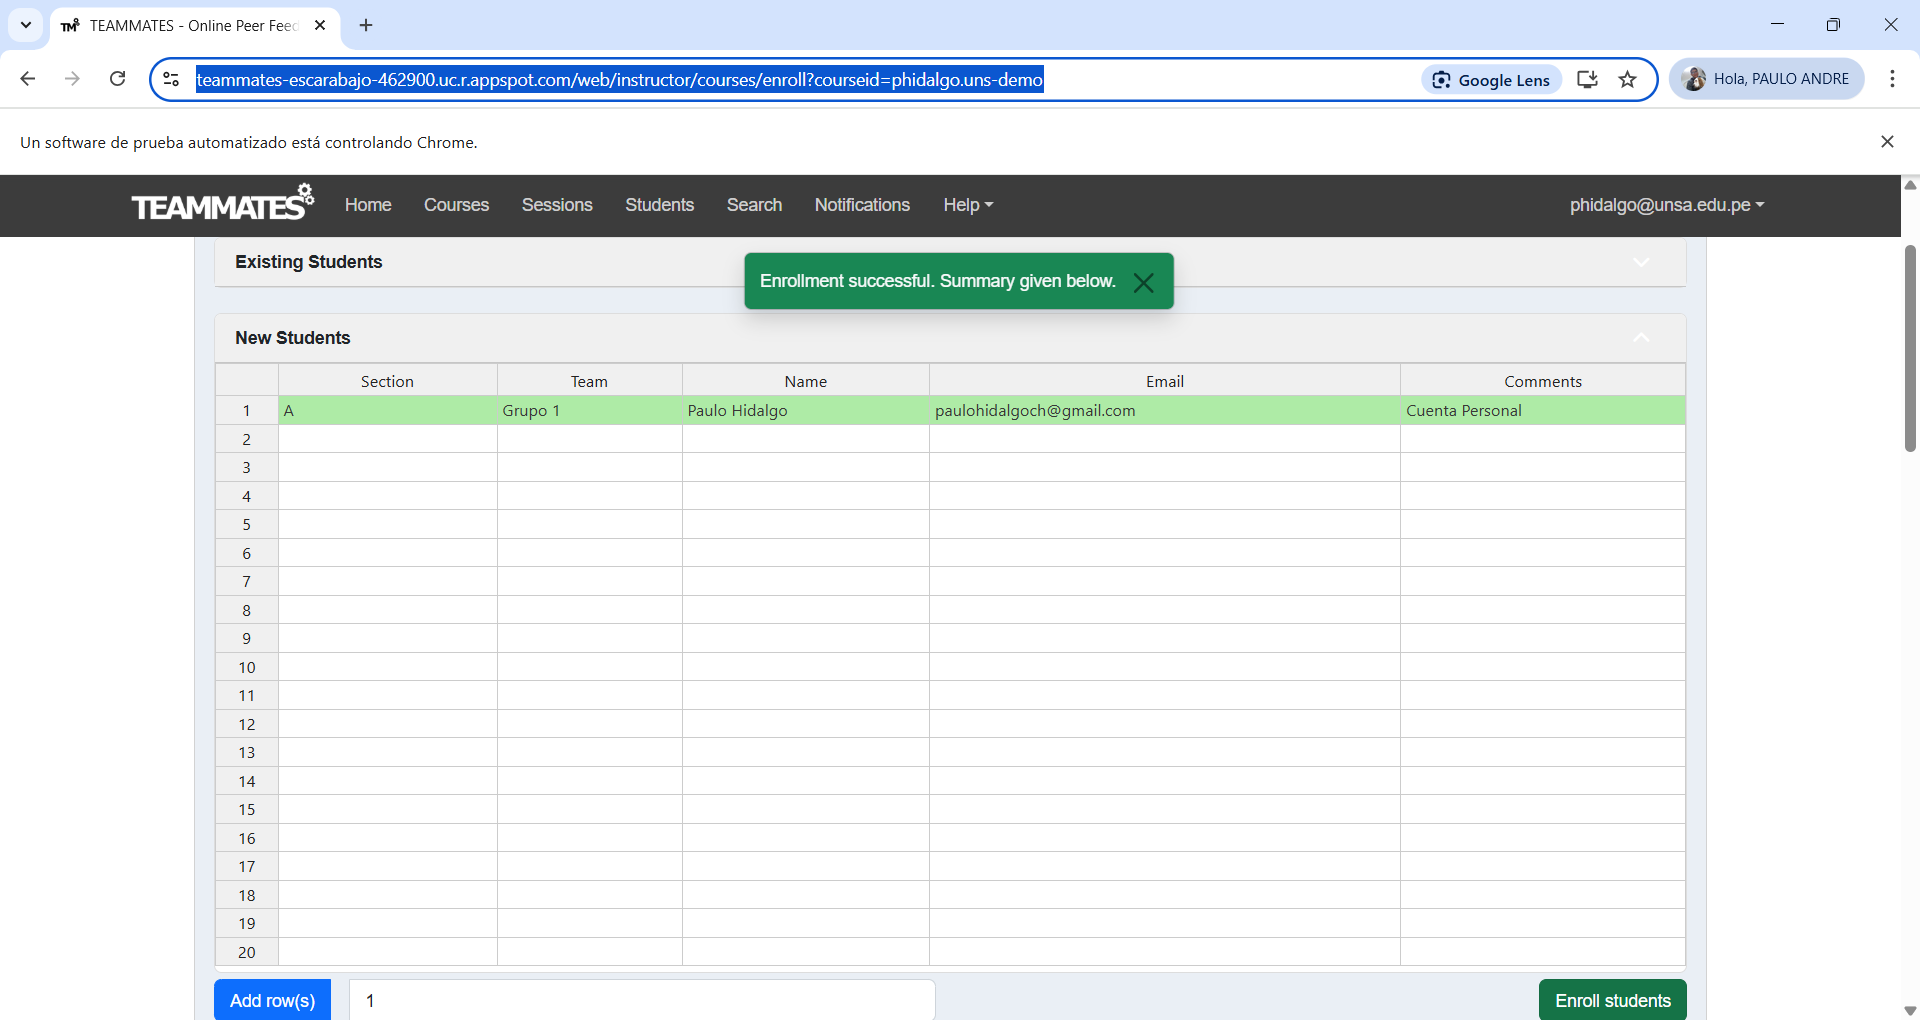 TEAMMATES - Online Peer Feed
teammates-escarabajo-462900.uc.r.appspot.com/web/instructor/courses/enroll?courseid=phidalgo.uns-demo
Google Lens
Hola, PAULO ANDRE
Un software de prueba automatizado está controlando Chrome.
TEAMMATES Home Courses Sessions Students Search Notifications Help phidalgo@unsa.edu.pe
Existing Students
Enrollment successful. Summary given below.
New Students
Section Team Name Email Comments
1 A Grupo 1 Paulo Hidalgo paulohidalgoch@gmail.com Cuenta Personal
2
3
4
5
6
7
8
9
10
11
12
13
14
15
16
17
18
19
20
Add row(s) 1 Enroll students